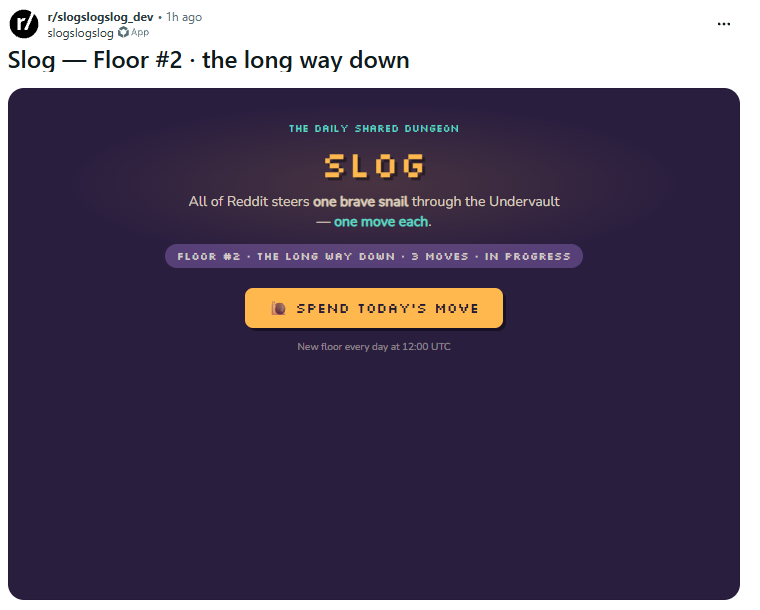 r/slogslogslog_dev • 1h ago
slogslogslog App
Slog — Floor #2 · the long way down
THE DAILY SHARED DUNGEON
SLOG
All of Reddit steers one brave snail through the Undervault
— one move each.
FLOOR #2 · THE LONG WAY DOWN · 3 MOVES · IN PROGRESS
SPEND TODAY'S MOVE
New floor every day at 12:00 UTC